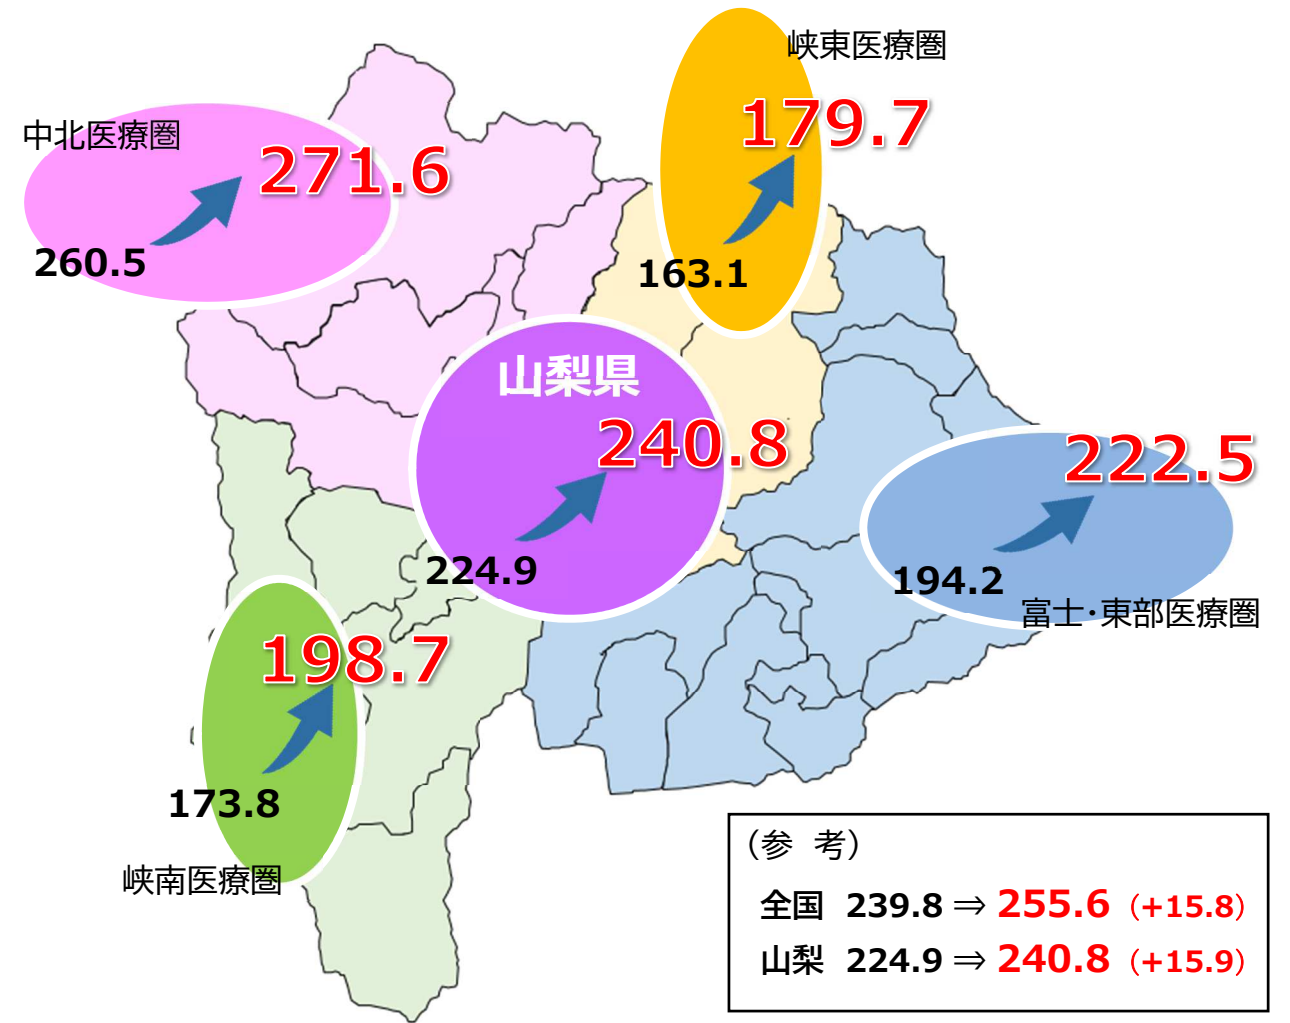 峡東医療圏
179.7
163.1
中北医療圏
271.6
260.5
山梨県
240.8
224.9
222.5
194.2
富士・東部医療圏
198.7
173.8
峡南医療圏
（参　考）
全国　239.8 ⇒ 255.6（+15.8）
山梨　224.9 ⇒ 240.8（+15.9）